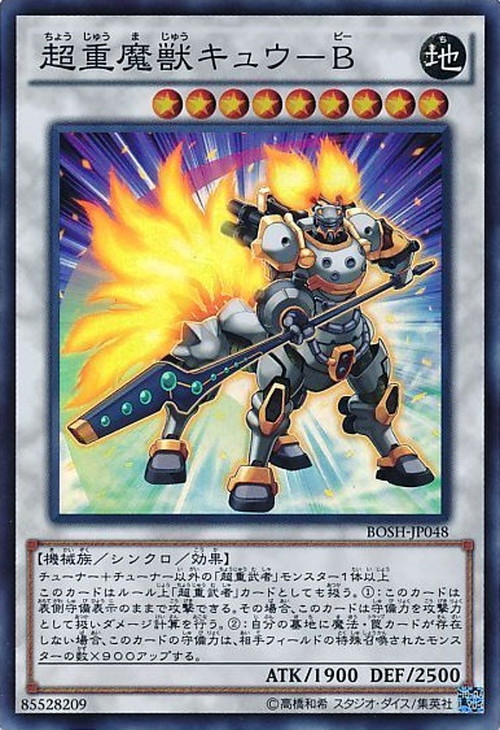 超重魔獣キュウ－B
ちょう じゅう ま じゅう ビー
地
ち
BOSH-JP048
【機械族／シンクロ／効果】
チューナー＋チューナー以外の「超重武者」モンスター１体以上
このカードはルール上「超重武者」カードとしても扱う。①：このカードは
表側守備表示のままで攻撃できる。その場合、このカードは守備力を攻撃力
として扱いダメージ計算を行う。②：自分の墓地に魔法・罠カードが存在
しない場合、このカードの守備力は、相手フィールドの特殊召喚されたモンス
ターの数×９００アップする。
ATK/1900 DEF/2500
85528209
©高橋和希 スタジオ・ダイス/集英社